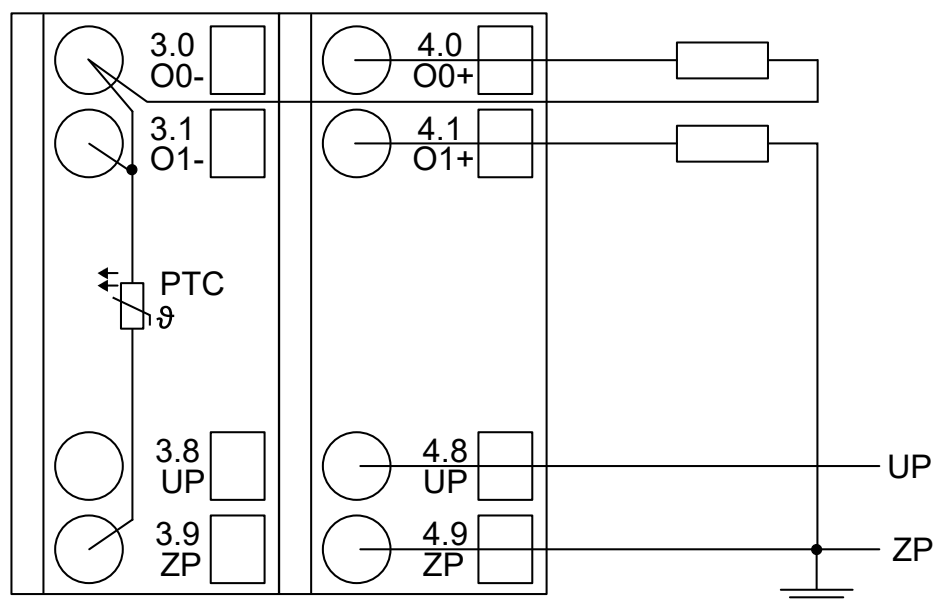 3.0
O0-
4.0
O0+
3.1
O1-
4.1
O1+
PTC
ϑ
3.8
UP
4.8
UP
UP
3.9
ZP
4.9
ZP
ZP